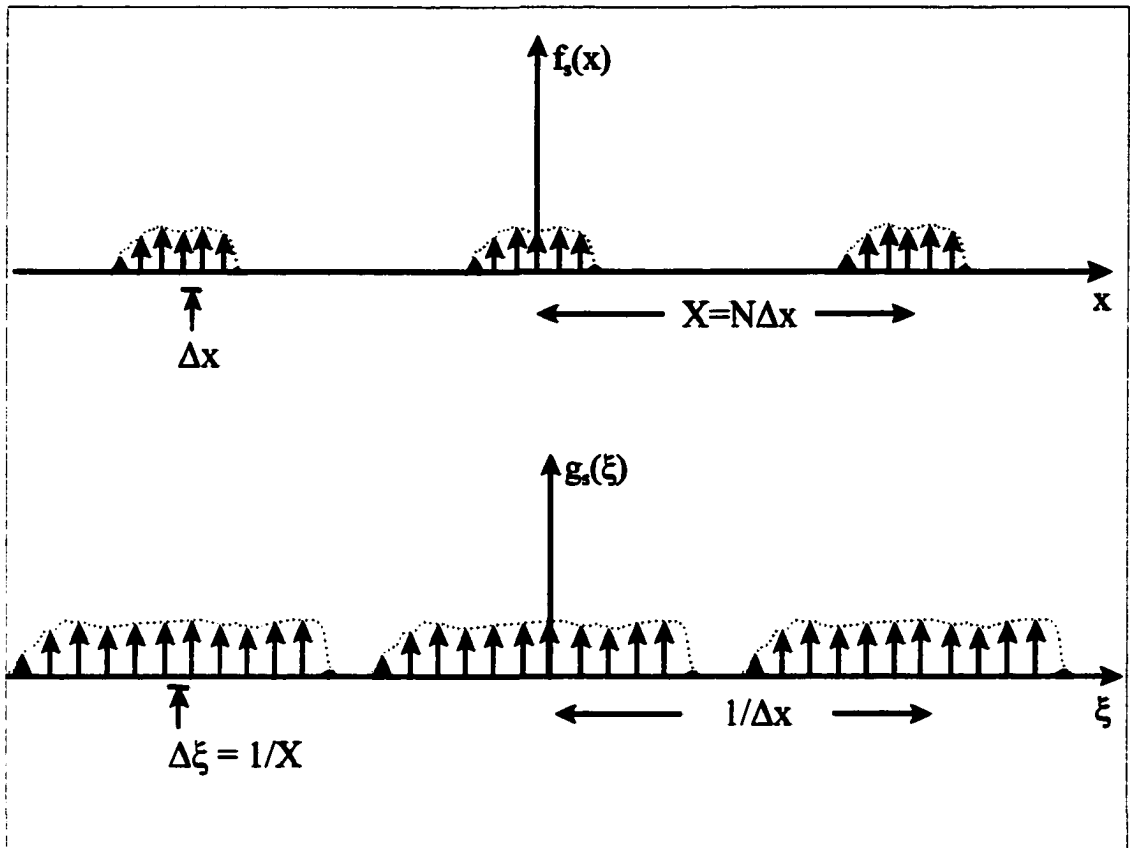 fₛ(x)
x
X=NΔx
Δx
gₛ(ξ)
1/Δx
ξ
Δξ = 1/X